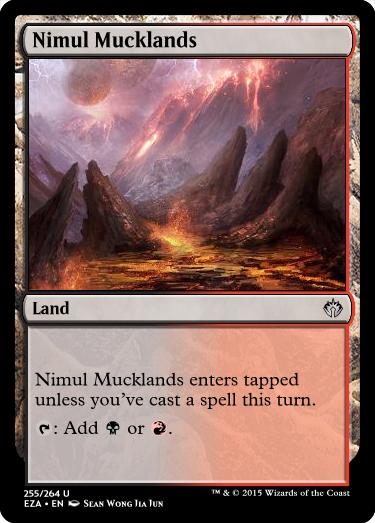 Nimul Mucklands
Land
Nimul Mucklands enters tapped
unless you've cast a spell this turn.
: Add or .
255/264 U
EZA • EN Sean Wong Jia Jun
™ & © 2015 Wizards of the Coast